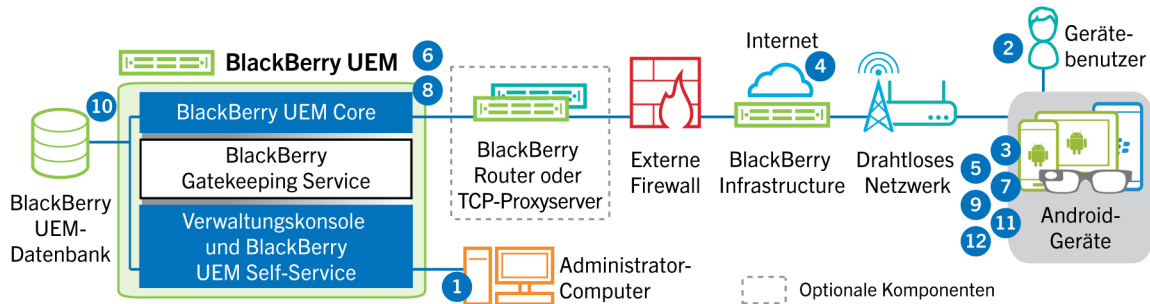 BlackBerry UEM
6
Internet
4
2
Geräte-
benutzer
10
8
BlackBerry UEM Core
BlackBerry
Gatekeeping Service
Verwaltungskonsole
und BlackBerry
UEM Self-Service
BlackBerry
UEM-
Datenbank
BlackBerry
Router oder
TCP-Proxyserver
Externe
Firewall
BlackBerry
Infrastructure
Drahtloses
Netzwerk
3
5
7
9
11
12
Android-
Geräte
1
Administrator-
Computer
Optionale Komponenten